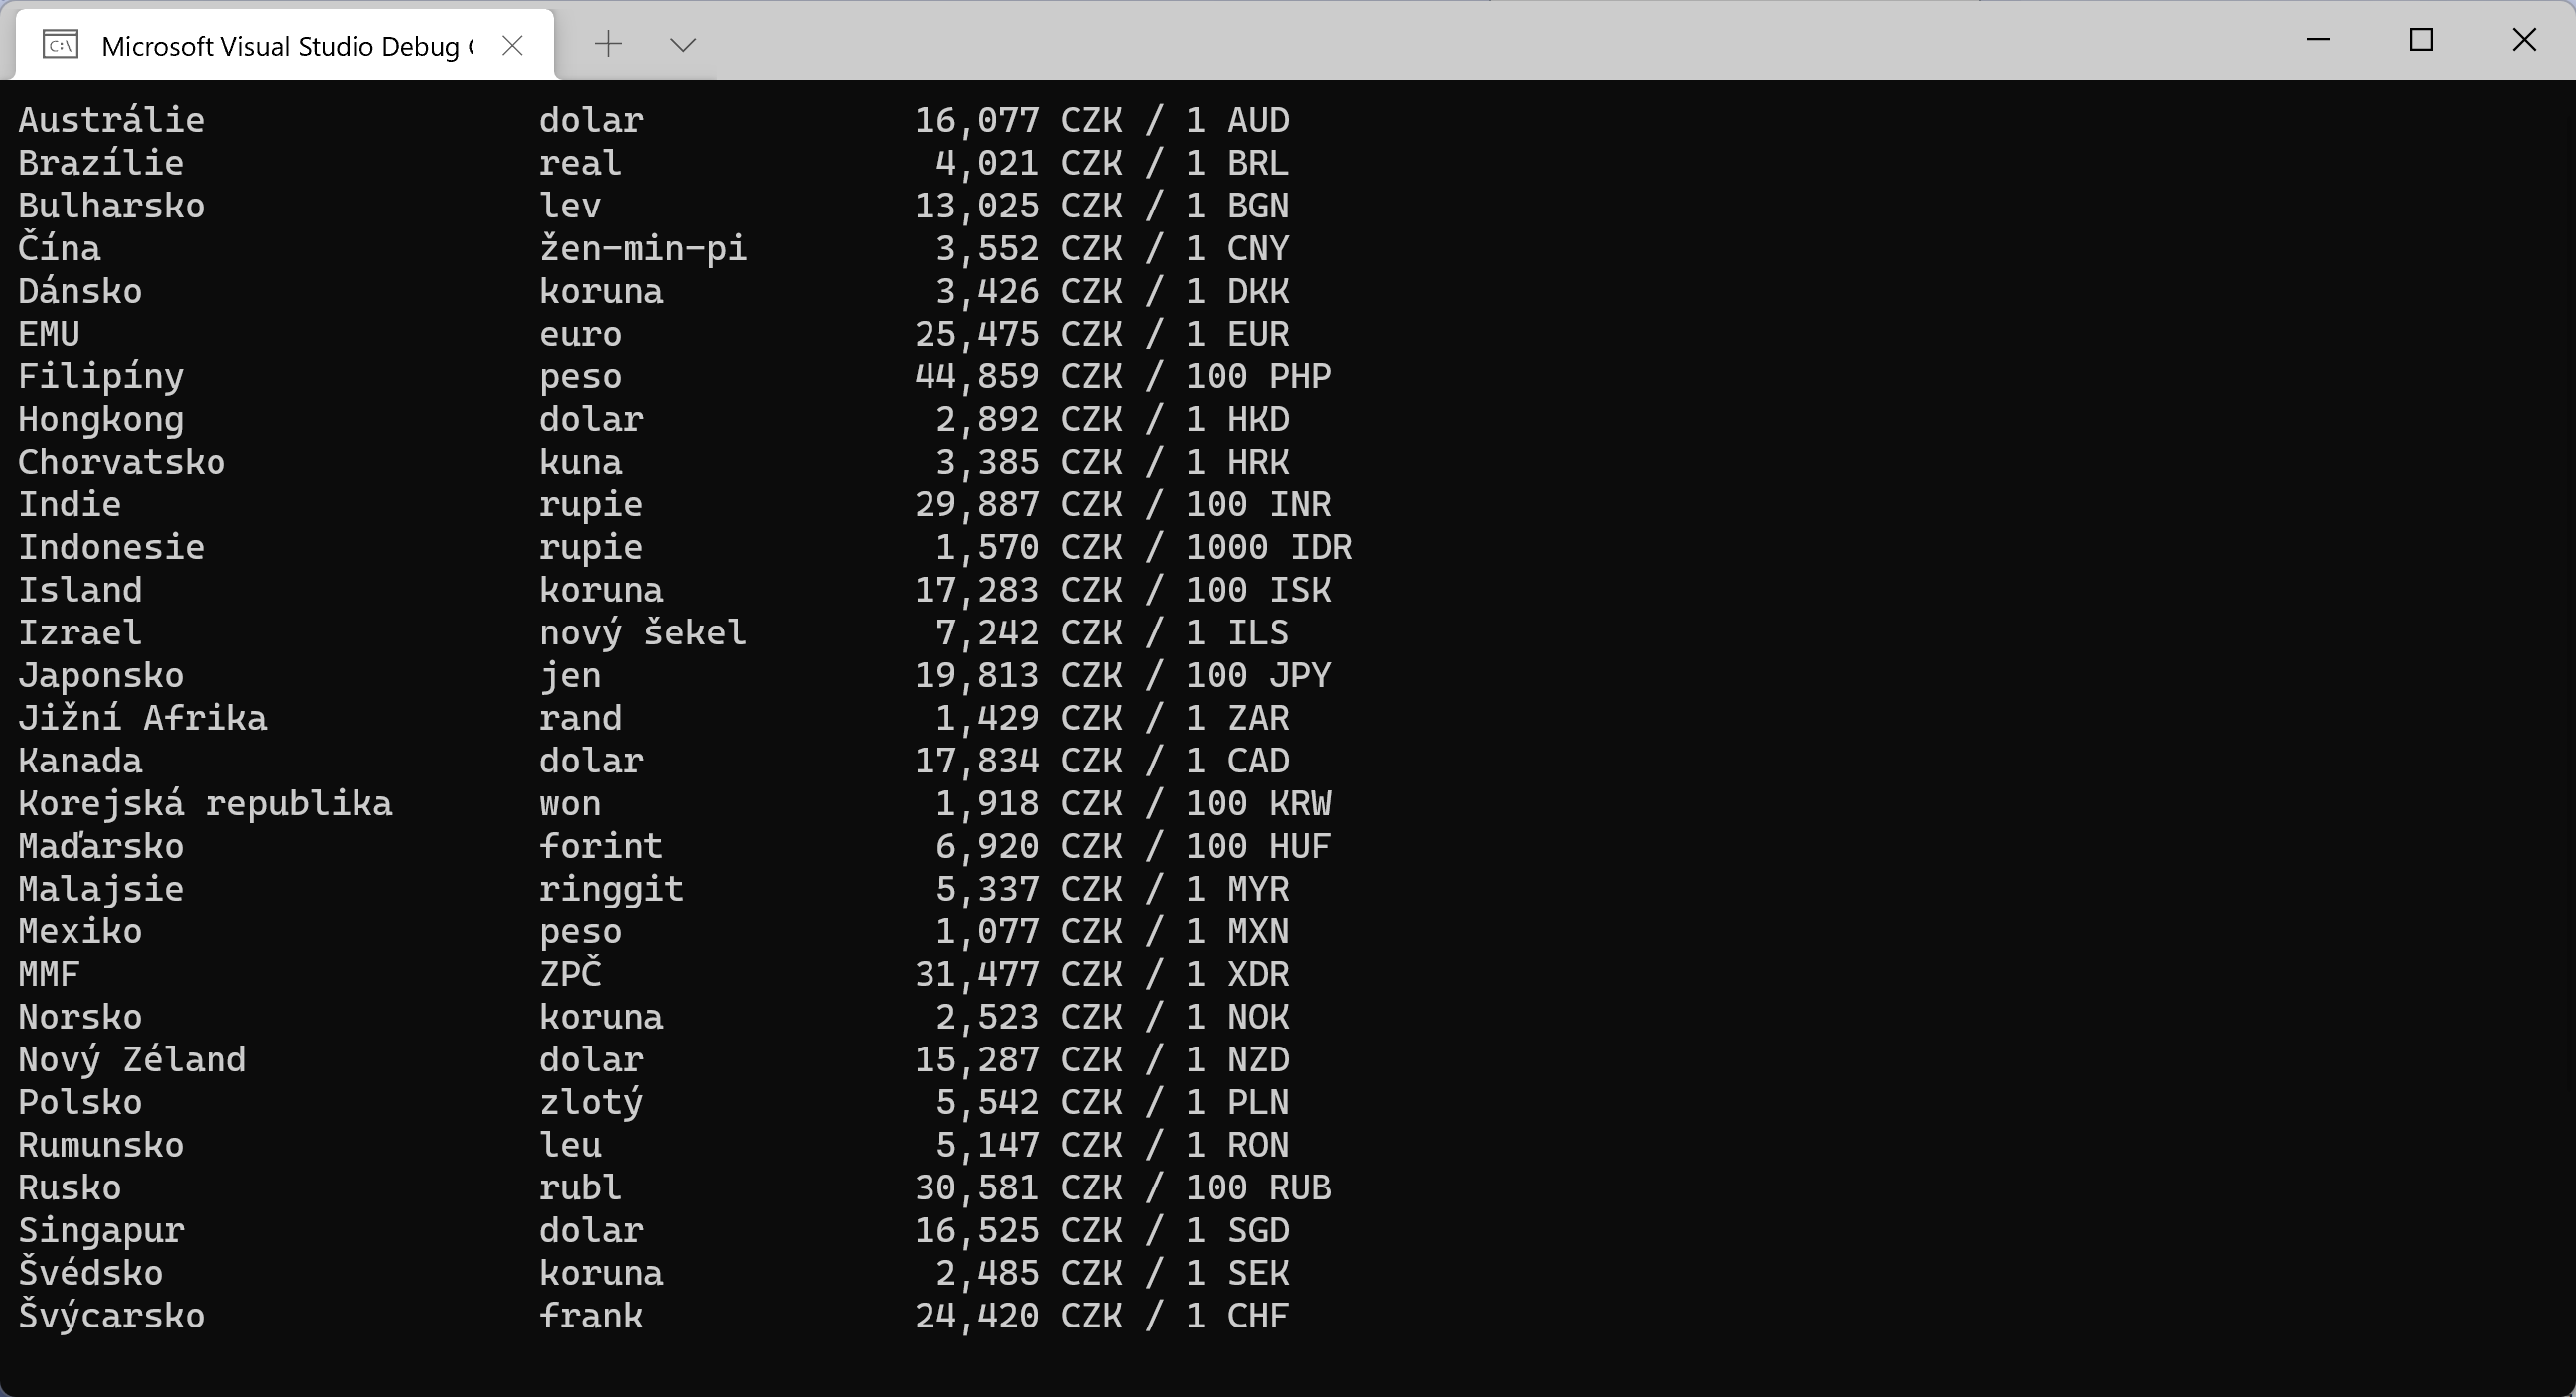 Microsoft Visual Studio Debug
Austrálie dolar 16,077 CZK / 1 AUD
Brazílie real 4,021 CZK / 1 BRL
Bulharsko lev 13,025 CZK / 1 BGN
Čína žen-min-pi 3,552 CZK / 1 CNY
Dánsko koruna 3,426 CZK / 1 DKK
EMU euro 25,475 CZK / 1 EUR
Filipíny peso 44,859 CZK / 100 PHP
Hongkong dolar 2,892 CZK / 1 HKD
Chorvatsko kuna 3,385 CZK / 1 HRK
Indie rupie 29,887 CZK / 100 INR
Indonesie rupie 1,570 CZK / 1000 IDR
Island koruna 17,283 CZK / 100 ISK
Izrael nový šekel 7,242 CZK / 1 ILS
Japonsko jen 19,813 CZK / 100 JPY
Jižní Afrika rand 1,429 CZK / 1 ZAR
Kanada dolar 17,834 CZK / 1 CAD
Korejská republika won 1,918 CZK / 100 KRW
Maďarsko forint 6,920 CZK / 100 HUF
Malajsie ringgit 5,337 CZK / 1 MYR
Mexiko peso 1,077 CZK / 1 MXN
MMF ZPČ 31,477 CZK / 1 XDR
Norsko koruna 2,523 CZK / 1 NOK
Nový Zéland dolar 15,287 CZK / 1 NZD
Polsko zlotý 5,542 CZK / 1 PLN
Rumunsko leu 5,147 CZK / 1 RON
Rusko rubl 30,581 CZK / 100 RUB
Singapur dolar 16,525 CZK / 1 SGD
Švédsko koruna 2,485 CZK / 1 SEK
Švýcarsko frank 24,420 CZK / 1 CHF